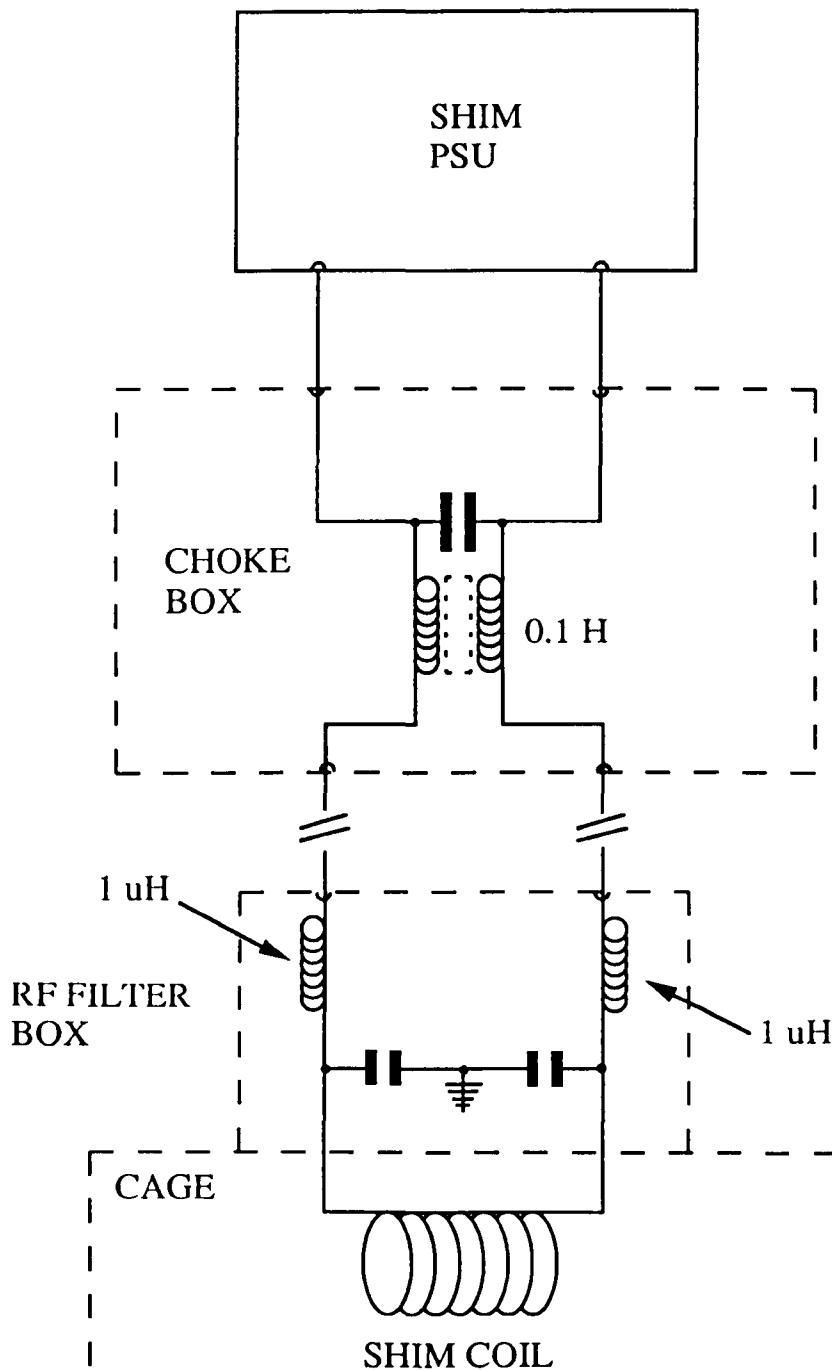 SHIM
PSU
CHOKE
BOX
0.1 H
1 uH
RF FILTER
BOX
1 uH
CAGE
SHIM COIL